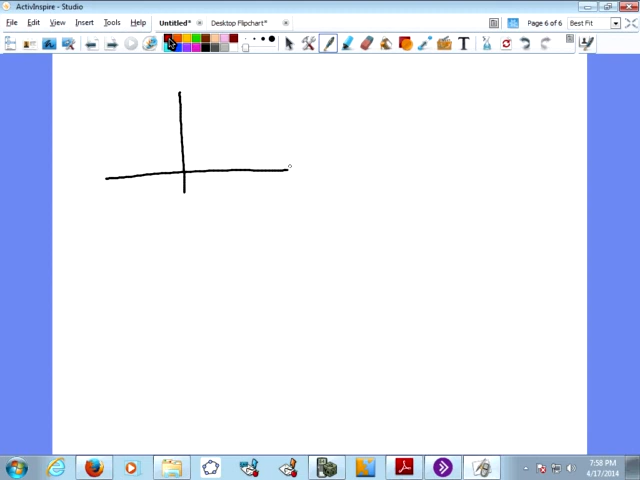 ActivInspire - Studio
File Edit View Insert Tools Help Untitled* Desktop Flipchart* Page 6 of 6 Best Fit
T
7:58 PM
4/17/2014